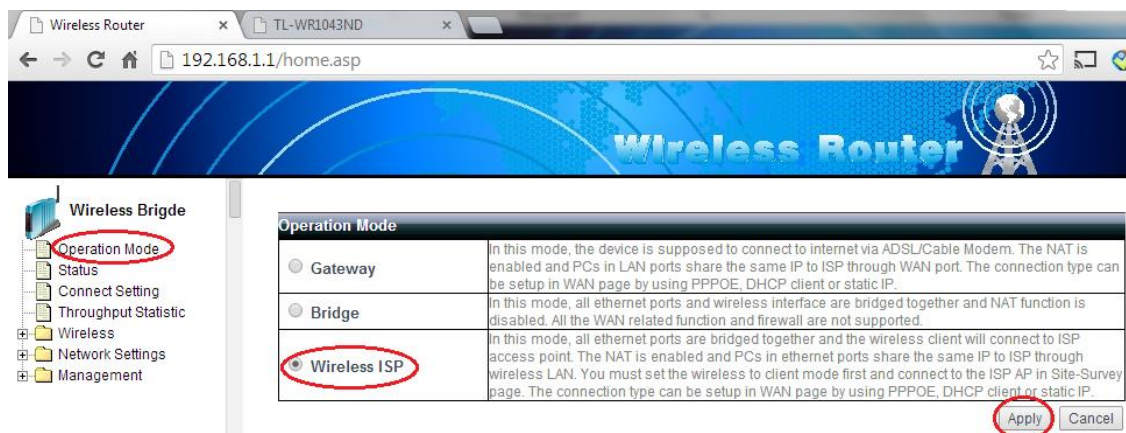 Wireless Router
TL-WR1043ND
192.168.1.1/home.asp
Wireless Router
Wireless Brigde
Operation Mode
Status
Connect Setting
Throughput Statistic
Wireless
Network Settings
Management
Operation Mode
Gateway
In this mode, the device is supposed to connect to internet via ADSL/Cable Modem. The NAT is
enabled and PCs in LAN ports share the same IP to ISP through WAN port. The connection type can
be setup in WAN page by using PPPOE, DHCP client or static IP.
Bridge
In this mode, all ethernet ports and wireless interface are bridged together and NAT function is
disabled. All the WAN related function and firewall are not supported.
Wireless ISP
In this mode, all ethernet ports are bridged together and the wireless client will connect to ISP
access point. The NAT is enabled and PCs in ethernet ports share the same IP to ISP through
wireless LAN. You must set the wireless to client mode first and connect to the ISP AP in Site-Survey
page. The connection type can be setup in WAN page by using PPPOE, DHCP client or static IP.
Apply Cancel